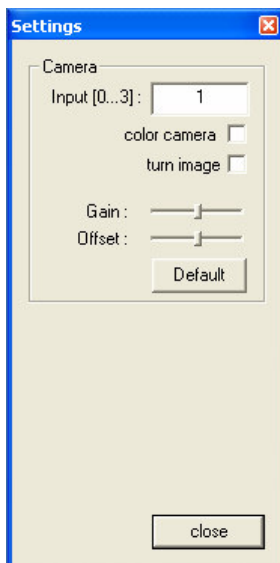 Settings
Camera
Input [0...3] : 1
color camera
turn image
Gain :
Offset :
Default
close